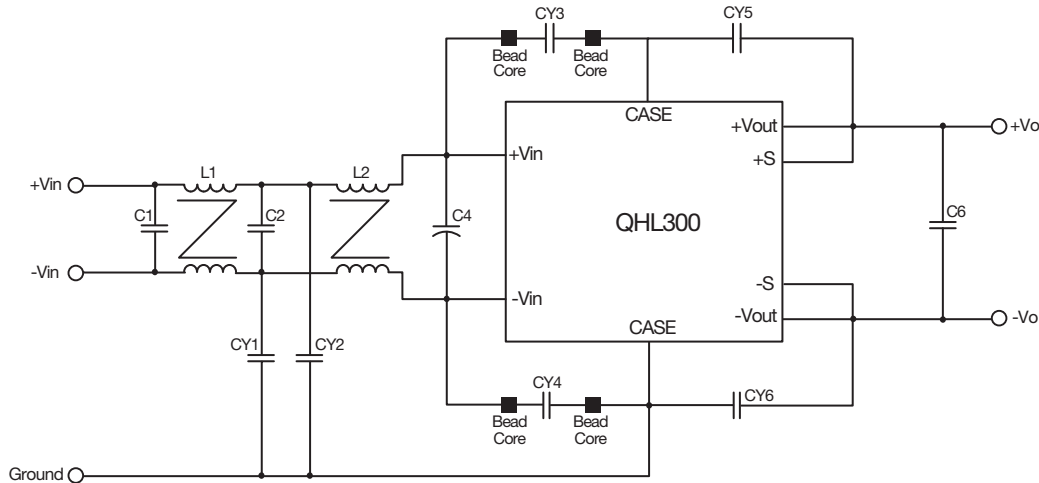 CY3
CY5
Bead
Core
Bead
Core
CASE
+Vout
+Vo
+Vin
+S
L1
L2
+Vin
C1
C2
C4
QHL300
C6
-Vin
-S
-Vin
-Vout
-Vo
CASE
CY1
CY2
CY4
CY6
Bead
Core
Bead
Core
Ground